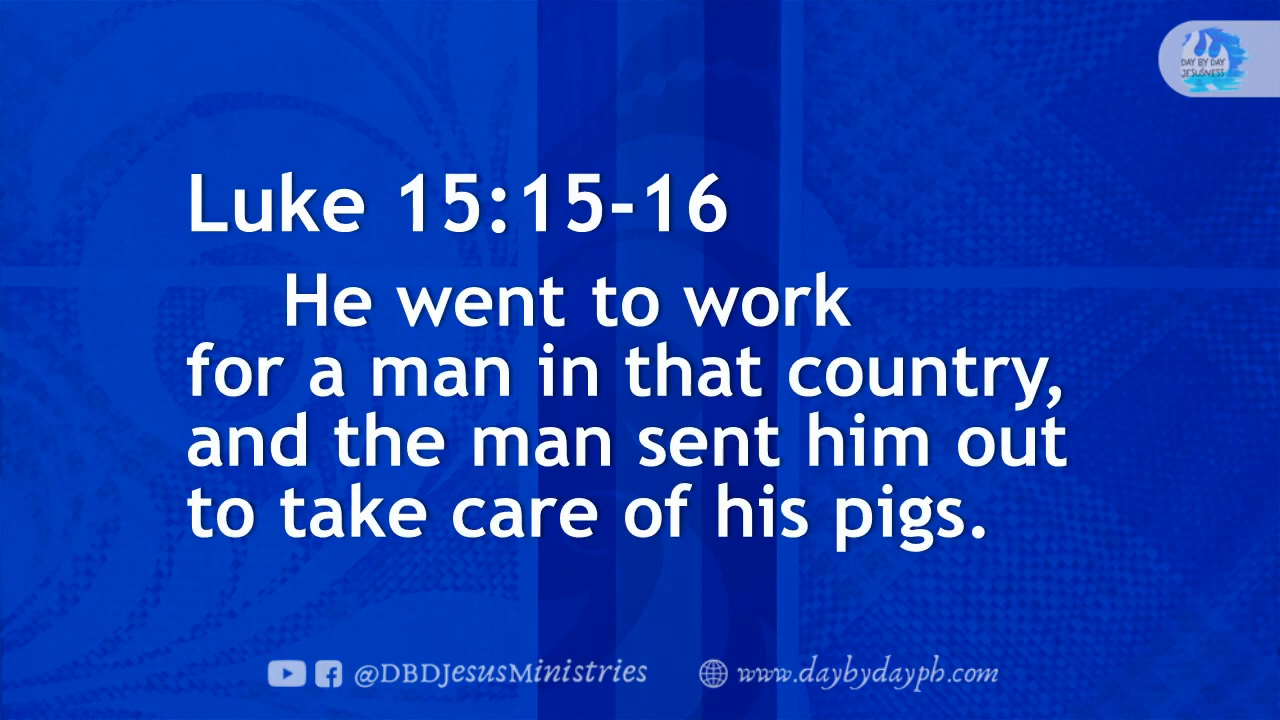 DAY BY DAY
JESUSNESS
Luke 15:15-16
He went to work
for a man in that country,
and the man sent him out
to take care of his pigs.
@DBDJesusMinistries www.daybydayph.com